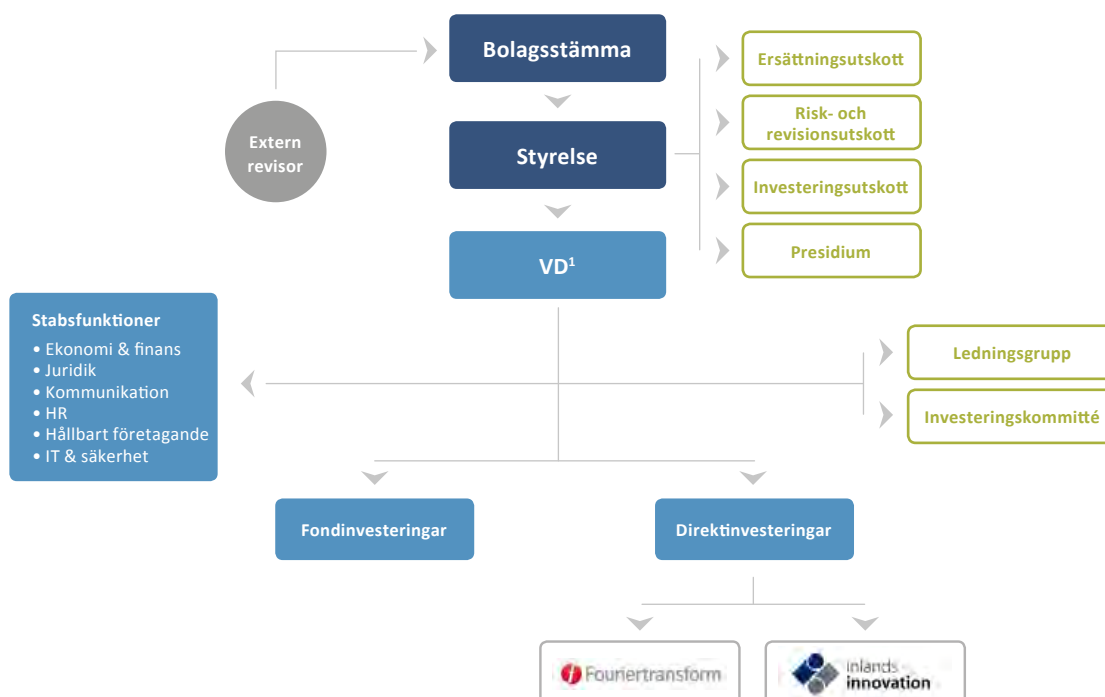 Bolagsstämma
Ersättningsutskott
Risk- och
revisionsutskott
Extern
revisor
Styrelse
Investeringsutskott
Presidium
VD¹
Stabsfunktioner
• Ekonomi & finans
• Juridik
• Kommunikation
• HR
• Hållbart företagande
• IT & säkerhet
Ledningsgrupp
Investeringskommitté
Fondinvesteringar
Direktinvesteringar
Fouriertransform
inlands
innovation